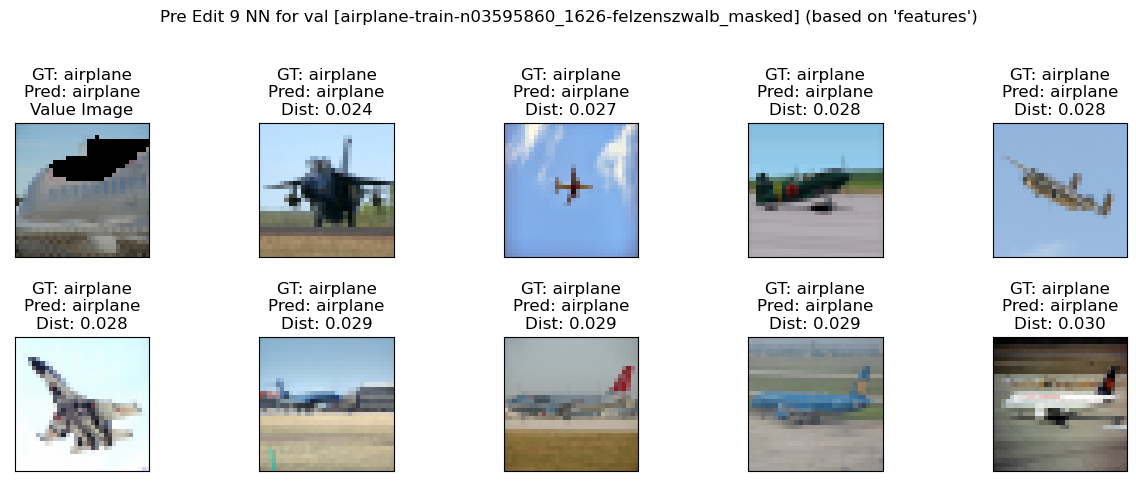 Pre Edit 9 NN for val [airplane-train-n03595860_1626-felzenszwalb_masked] (based on 'features')
GT: airplane
Pred: airplane
Value Image
GT: airplane
Pred: airplane
Dist: 0.024
GT: airplane
Pred: airplane
Dist: 0.027
GT: airplane
Pred: airplane
Dist: 0.028
GT: airplane
Pred: airplane
Dist: 0.028
GT: airplane
Pred: airplane
Dist: 0.028
GT: airplane
Pred: airplane
Dist: 0.029
GT: airplane
Pred: airplane
Dist: 0.029
GT: airplane
Pred: airplane
Dist: 0.029
GT: airplane
Pred: airplane
Dist: 0.030